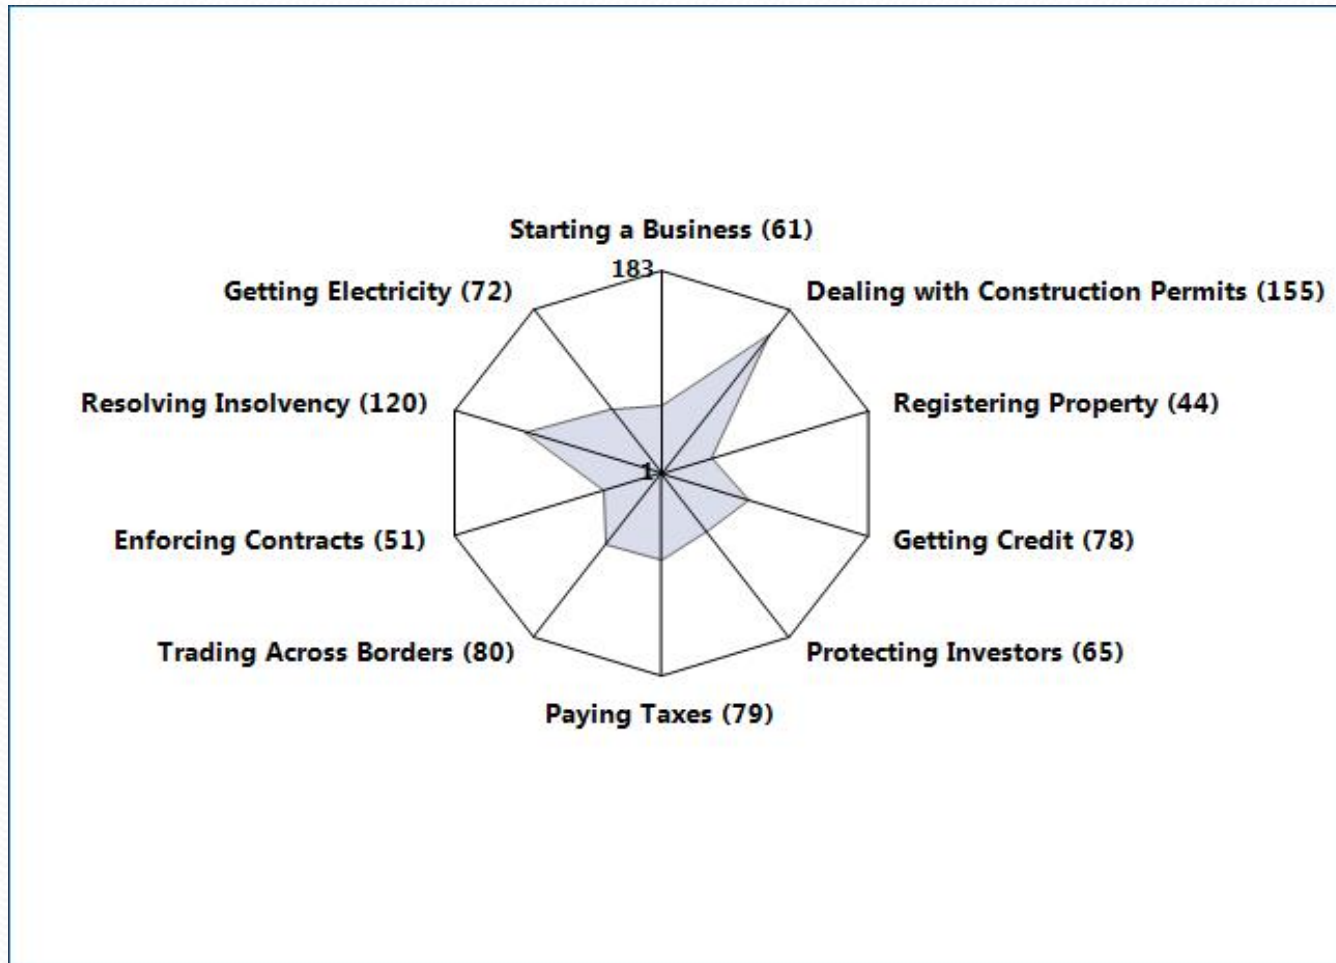 Starting a Business (61)
183
Getting Electricity (72)
Dealing with Construction Permits (155)
Resolving Insolvency (120)
Registering Property (44)
1
Enforcing Contracts (51)
Getting Credit (78)
Trading Across Borders (80)
Protecting Investors (65)
Paying Taxes (79)